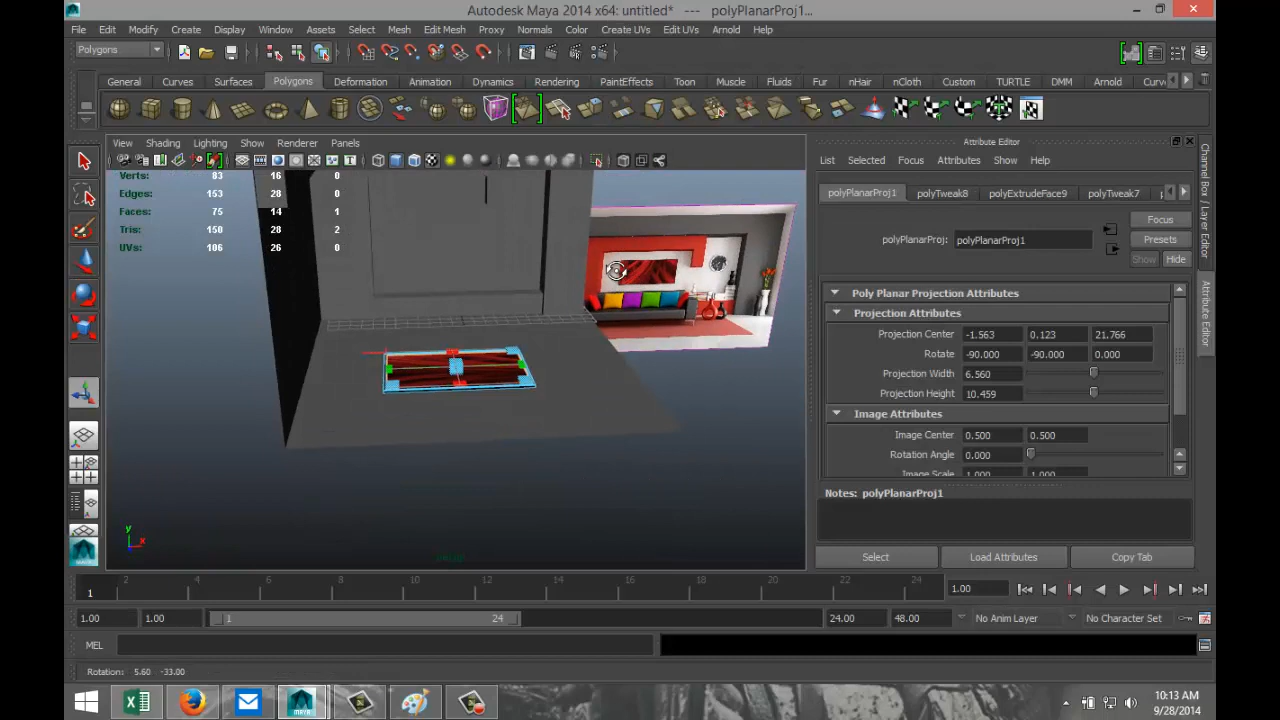 Autodesk Maya 2014 x64: untitled* --- polyPlanarProj1...
File Edit Modify Create Display Window Assets Select Mesh Edit Mesh Proxy Normals Color Create UVs Edit UVs Arnold Help
Polygons
General Curves Surfaces Polygons Deformation Animation Dynamics Rendering PaintEffects Toon Muscle Fluids Fur nHair nCloth Custom TURTLE DMM Arnold Curv
View Shading Lighting Show Renderer Panels
Verts: 83 16 0
Edges: 153 28 0
Faces: 75 14 1
Tris: 150 28 2
UVs: 106 26 0
y
x
Attribute Editor
List Selected Focus Attributes Show Help
polyPlanarProj1 polyTweak8 polyExtrudeFace9 polyTweak7
Focus
polyPlanarProj: polyPlanarProj1
Presets
Show Hide
Poly Planar Projection Attributes
Projection Attributes
Projection Center -1.563 0.123 21.766
Rotate -90.000 -90.000 0.000
Projection Width 6.560
Projection Height 10.459
Image Attributes
Image Center 0.500 0.500
Rotation Angle 0.000
Image Scale 1.000 1.000
Notes: polyPlanarProj1
Select Load Attributes Copy Tab
Channel Box / Layer Editor
Attribute Editor
2 4 6 8 10 12 14 16 18 20 22 24
1
1.00
1.00 1.00 1 24 24.00 48.00 No Anim Layer No Character Set
MEL
Rotation: 5.60 -33.00
10:13 AM
9/28/2014